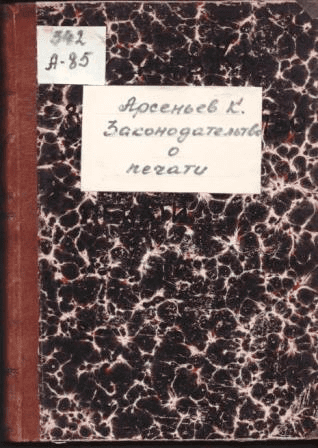 342
А-85
Арсеньев К.
Законодательство
о
печати